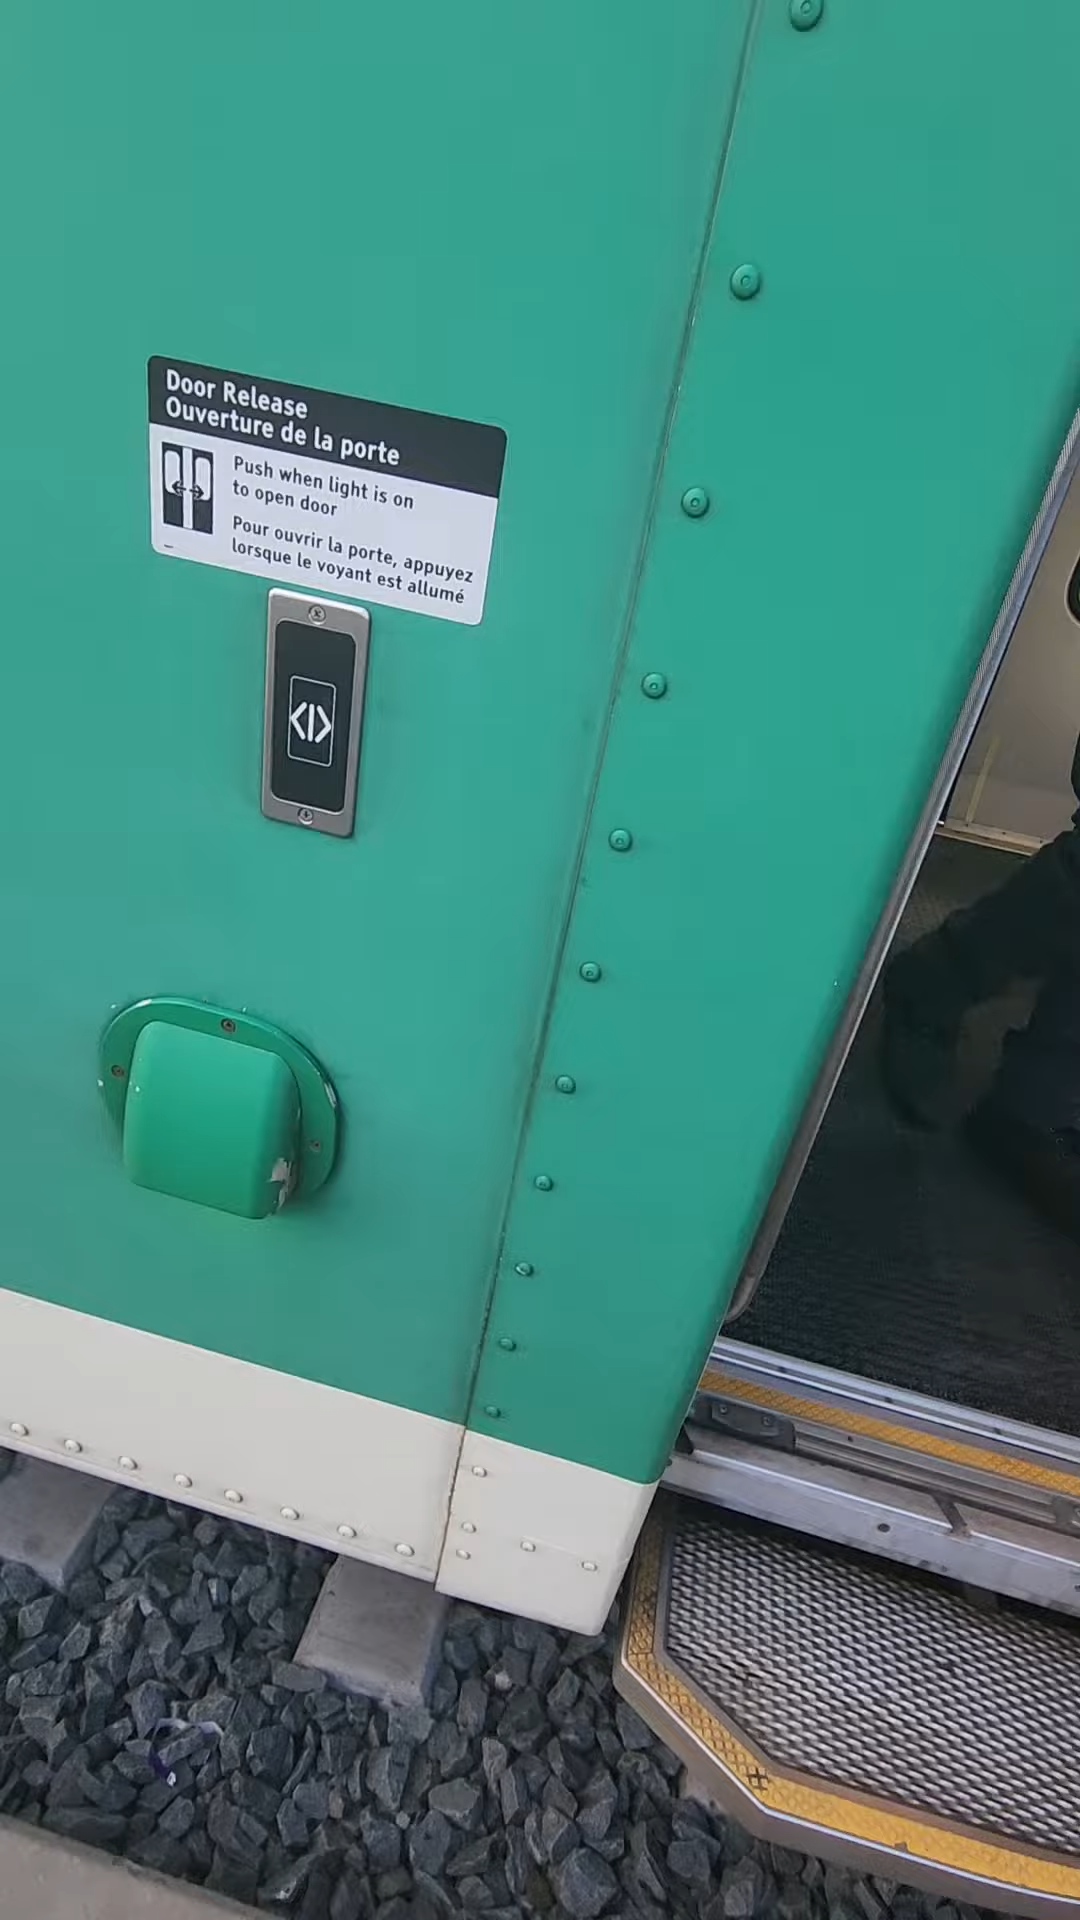 Door Release
Ouverture de la porte
Push when light is on
to open door
Pour ouvrir la porte, appuyez
lorsque le voyant est allumé